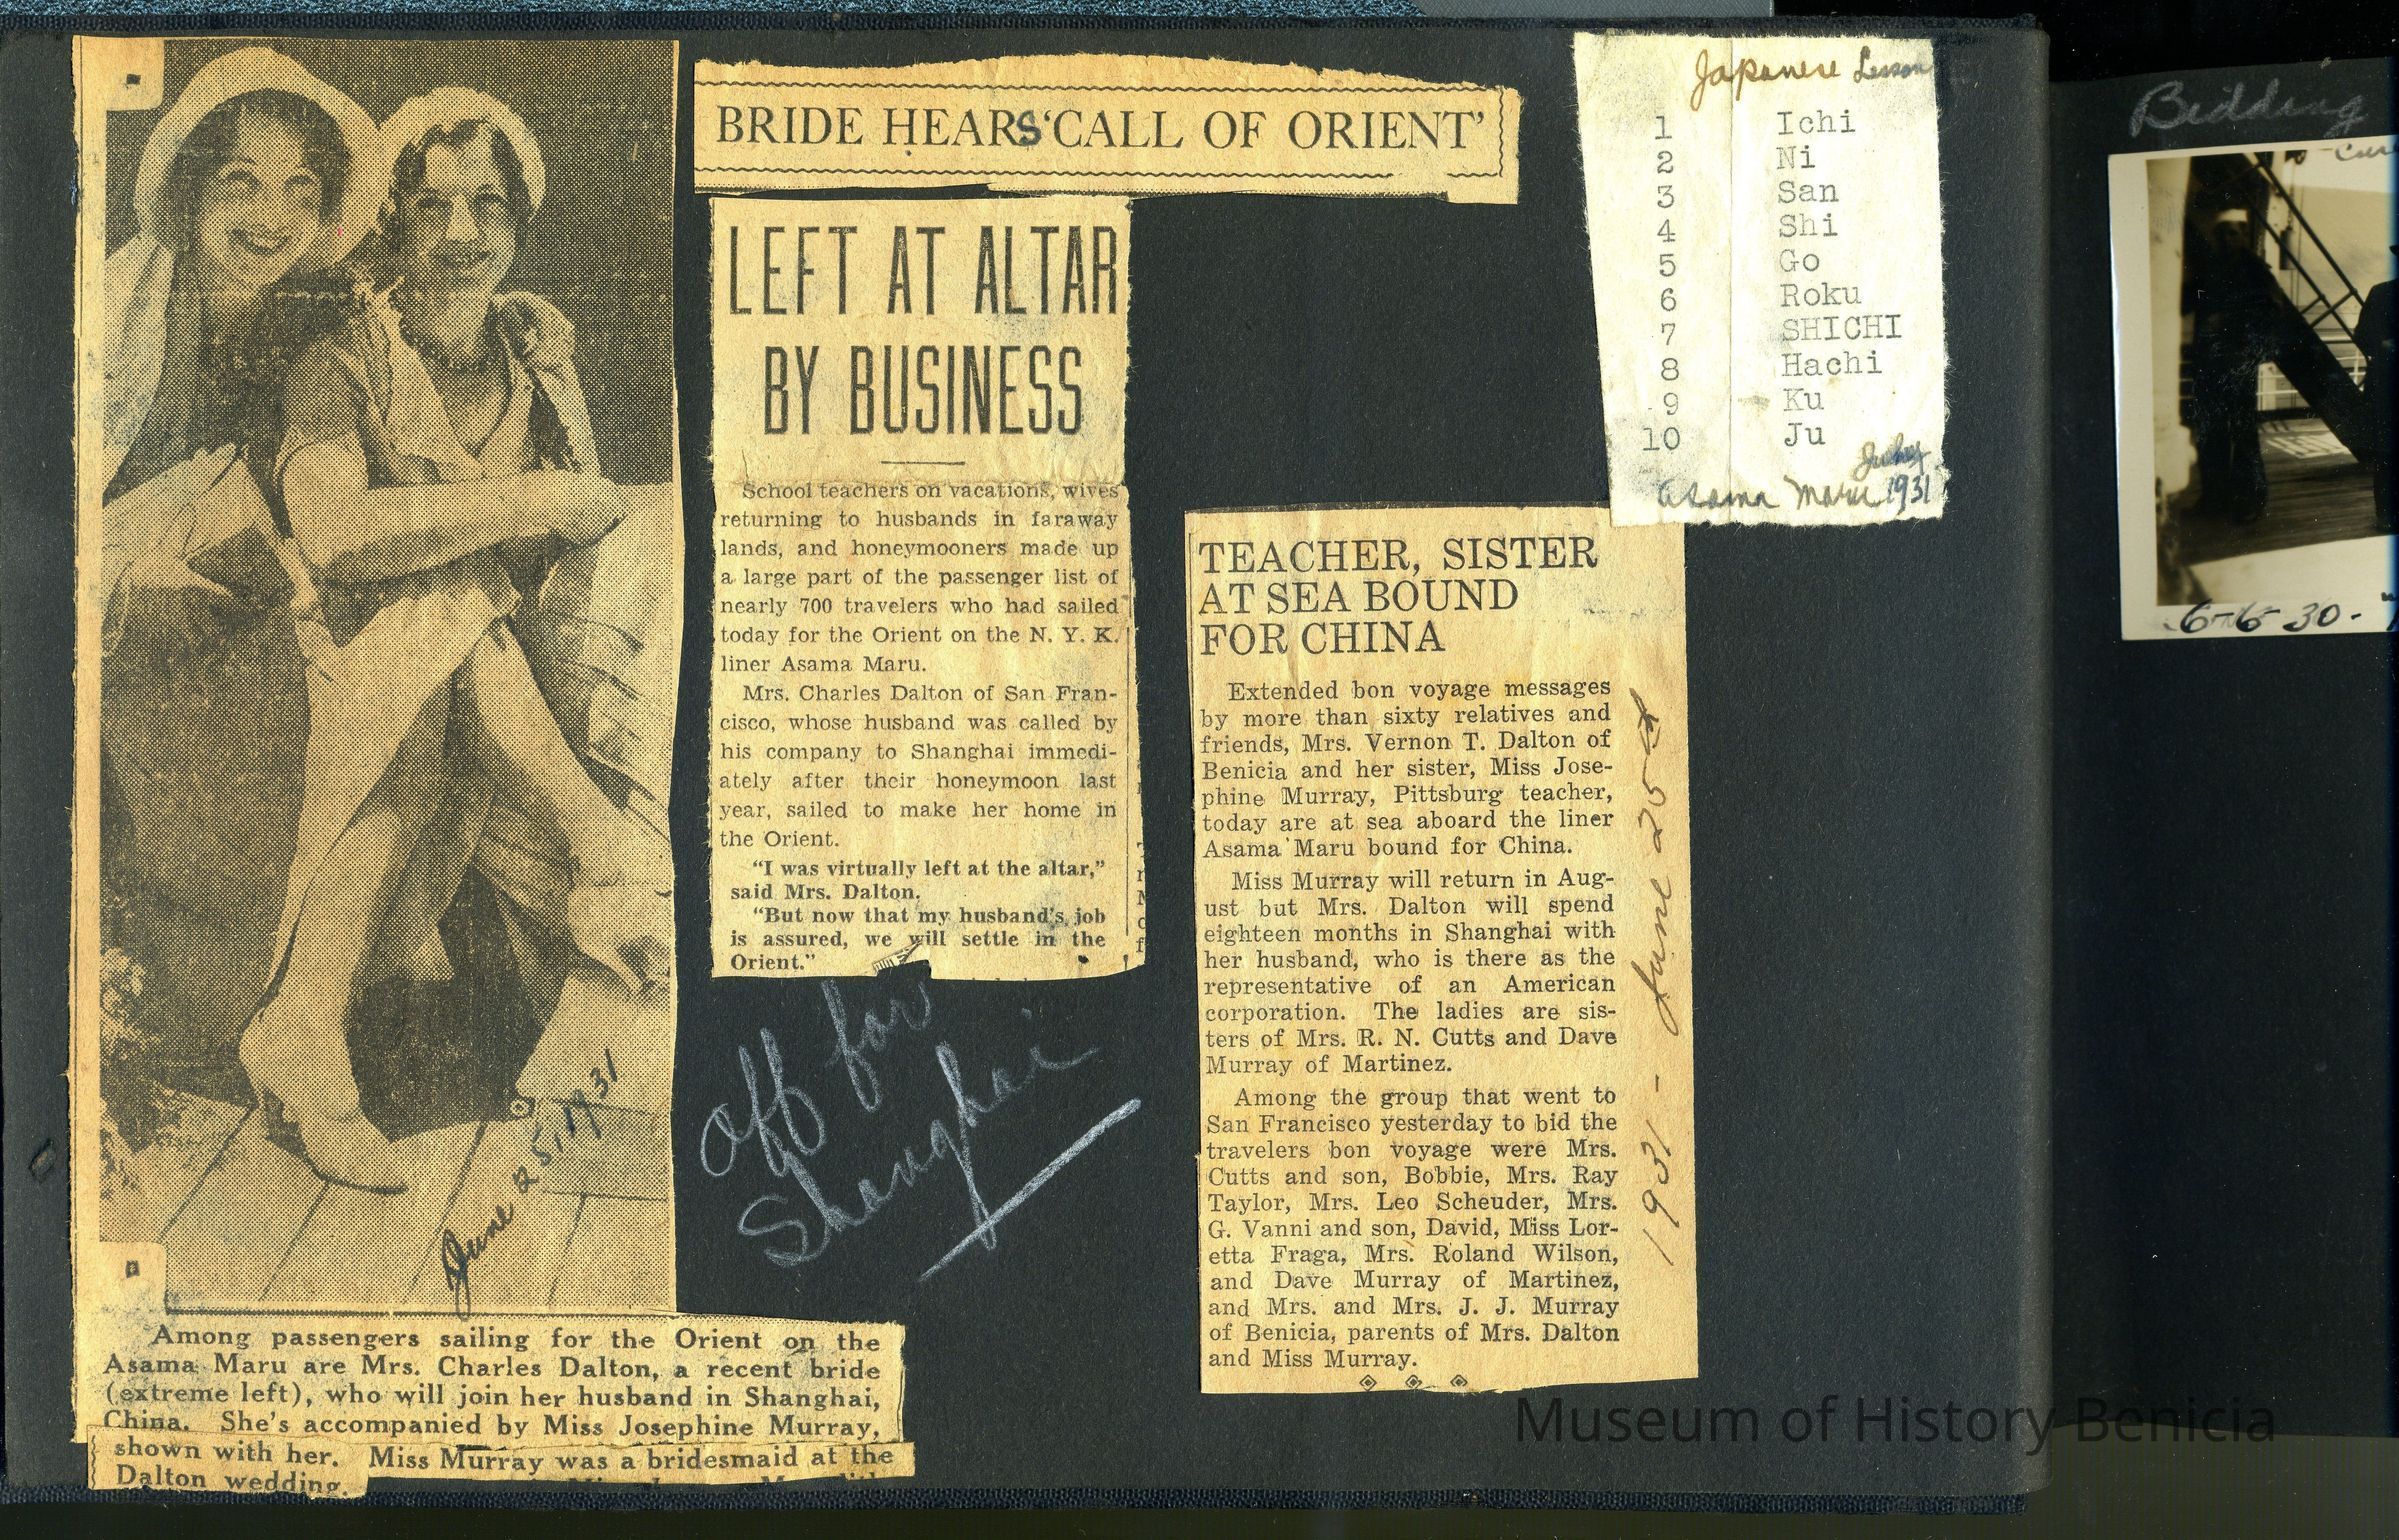 BRIDE HEARS 'CALL OF ORIENT'
LEFT AT ALTAR
BY BUSINESS
School teachers on vacations, wives
returning to husbands in faraway
lands, and honeymooners made up
a large part of the passenger list of
nearly 700 travelers who had sailed
today for the Orient on the N. Y. K.
liner Asama Maru.
Mrs. Charles Dalton of San Fran-
cisco, whose husband was called by
his company to Shanghai immedi-
ately after their honeymoon last
year, sailed to make her home in
the Orient.
"I was virtually left at the altar,"
said Mrs. Dalton.
"But now that my husband's job
is assured, we will settle in the
Orient."
off for
Shanghai
June 25, 1931
Among passengers sailing for the Orient on the
Asama Maru are Mrs. Charles Dalton, a recent bride
(extreme left), who will join her husband in Shanghai,
China. She's accompanied by Miss Josephine Murray,
shown with her. Miss Murray was a bridesmaid at the
Dalton wedding.
Japanese Lesson
1 Ichi
2 Ni
3 San
4 Shi
5 Go
6 Roku
7 SHICHI
8 Hachi
9 Ku
10 Ju
July
Asama Maru 1931
TEACHER, SISTER
AT SEA BOUND
FOR CHINA
Extended bon voyage messages
by more than sixty relatives and
friends, Mrs. Vernon T. Dalton of
Benicia and her sister, Miss Jose-
phine Murray, Pittsburg teacher,
today are at sea aboard the liner
Asama Maru bound for China.
Miss Murray will return in Aug-
ust but Mrs. Dalton will spend
eighteen months in Shanghai with
her husband, who is there as the
representative of an American
corporation. The ladies are sis-
ters of Mrs. R. N. Cutts and Dave
Murray of Martinez.
Among the group that went to
San Francisco yesterday to bid the
travelers bon voyage were Mrs.
Cutts and son, Bobbie, Mrs. Ray
Taylor, Mrs. Leo Scheuder, Mrs.
G. Vanni and son, David, Miss Lor-
etta Fraga, Mrs. Roland Wilson,
and Dave Murray of Martinez,
and Mrs. and Mrs. J. J. Murray
of Benicia, parents of Mrs. Dalton
and Miss Murray.
1931 - June 25th
Bidding
6-6-30-
Museum of History Benicia